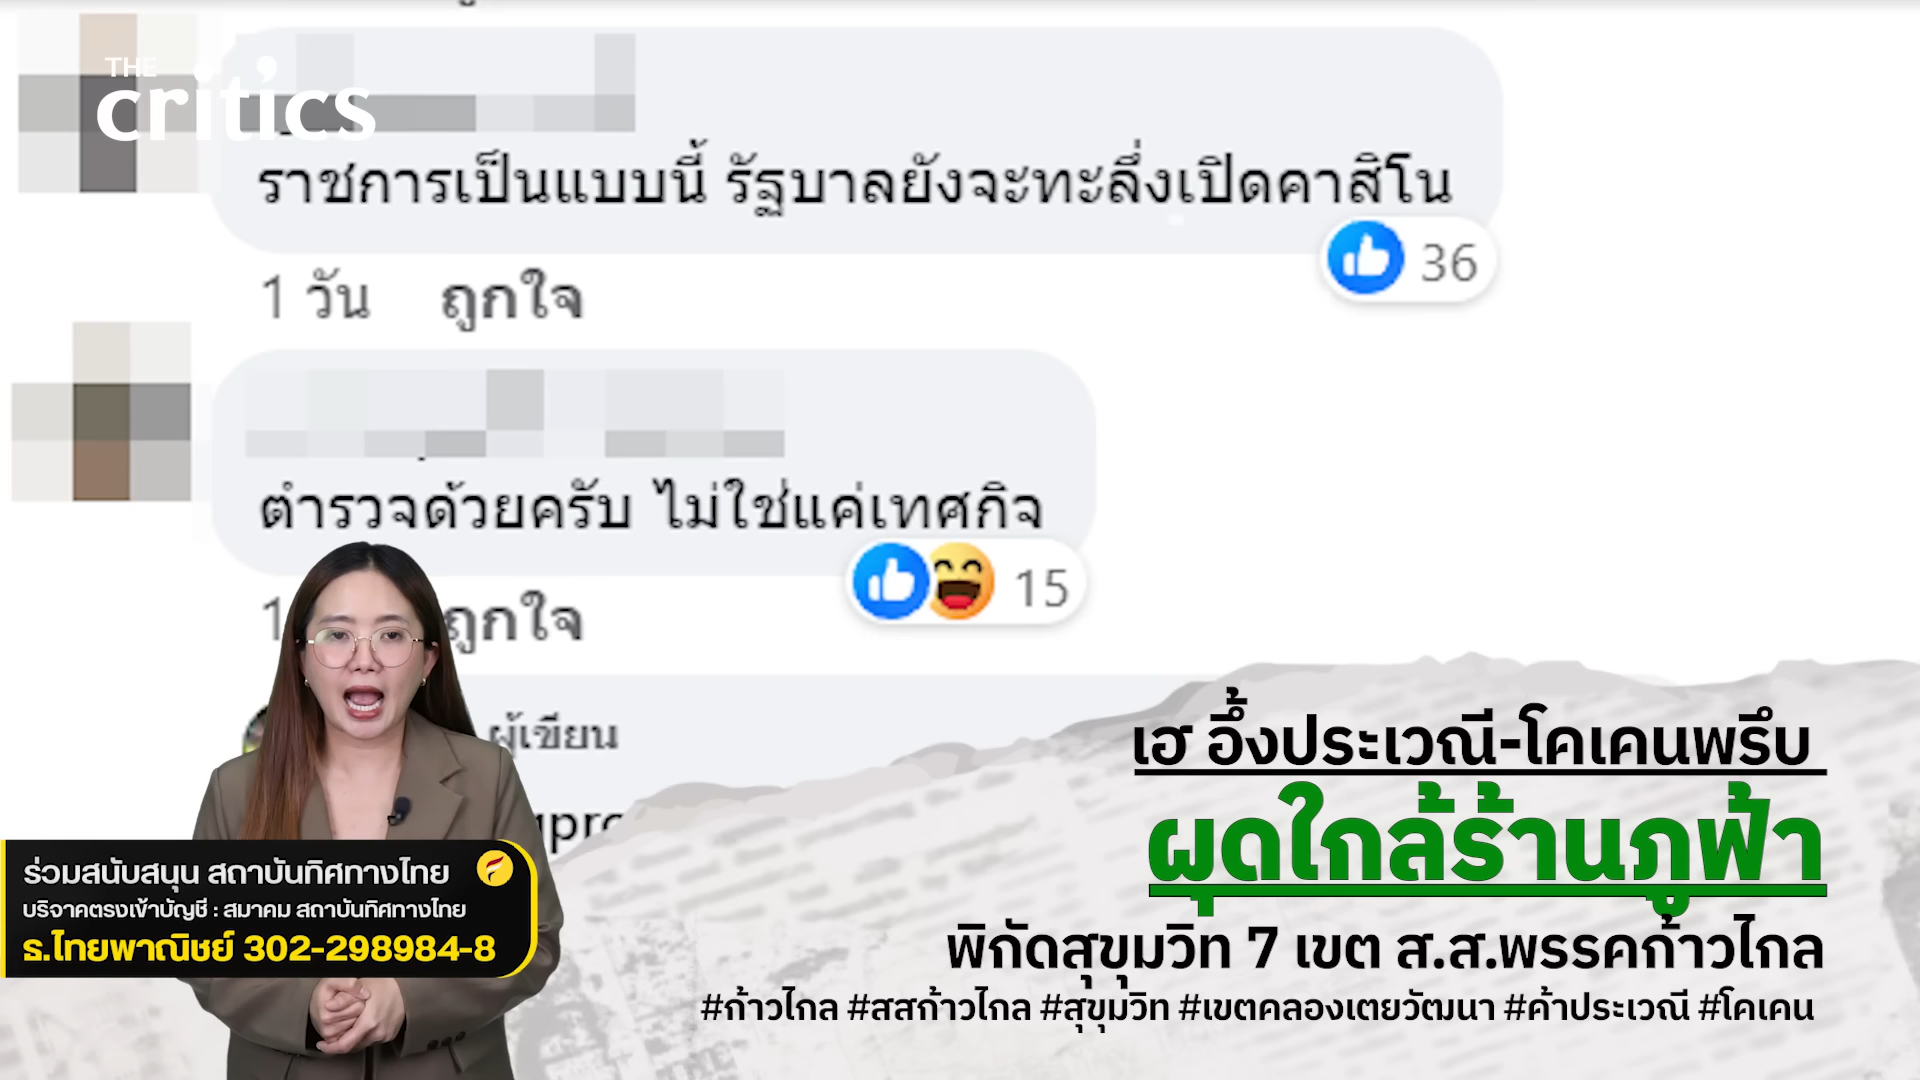 THE
critics
ราชการเป็นแบบนี้ รัฐบาลยังจะทะลึ่งเปิดคาสิโน
36
1 วัน ถูกใจ
ตำรวจด้วยครับ ไม่ใช่แค่เทศกิจ
15
1 ถูกใจ
ผู้เขียน
เฮ อึ้งประเวณี-โคเคนพรึบ
ผุดใกล้ร้านภูฟ้า
พิกัดสุขุมวิท 7 เขต ส.ส.พรรคก้าวไกล
#ก้าวไกล #สสก้าวไกล #สุขุมวิท #เขตคลองเตยวัฒนา #ค้าประเวณี #โคเคน
ร่วมสนับสนุน สถาบันทิศทางไทย
บริจาคตรงเข้าบัญชี : สมาคม สถาบันทิศทางไทย
ธ.ไทยพาณิชย์ 302-298984-8